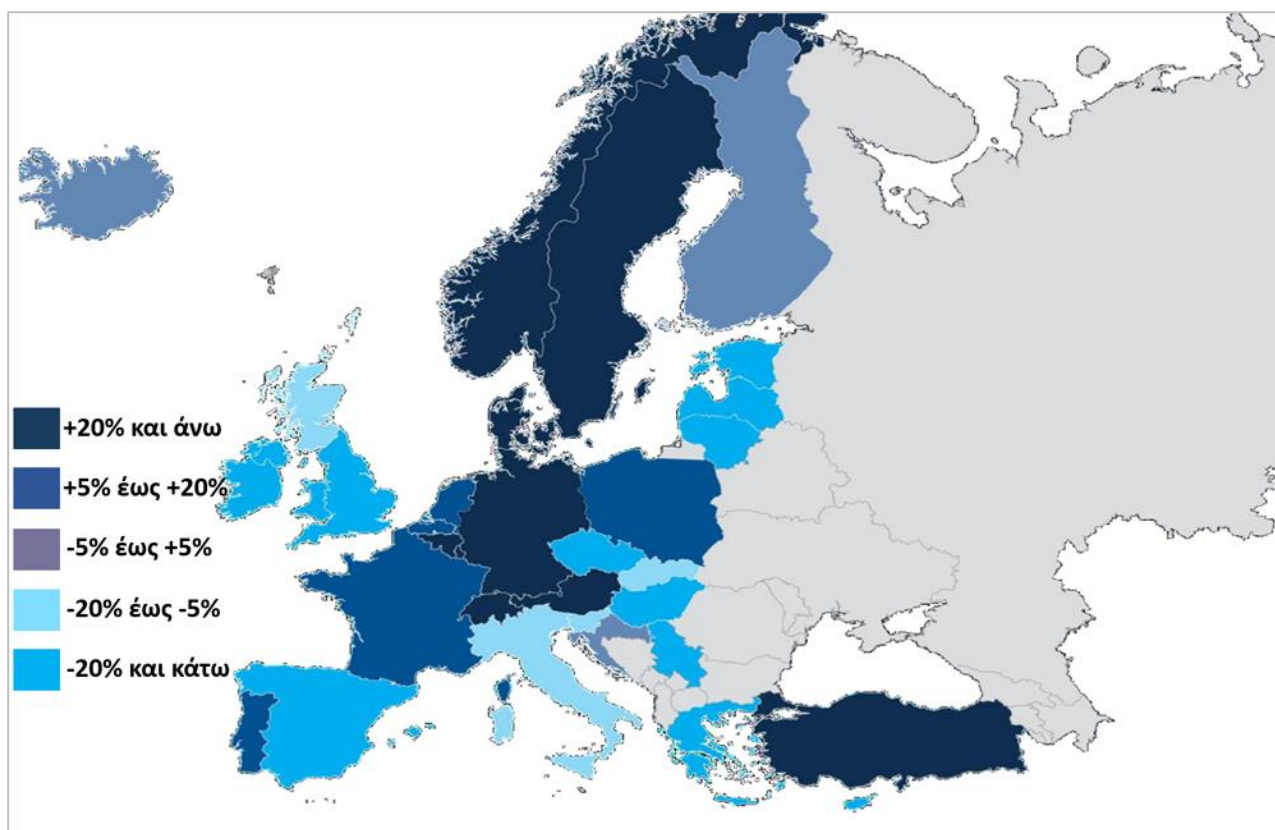 +20% και άνω
+5% έως +20%
-5% έως +5%
-20% έως -5%
-20% και κάτω